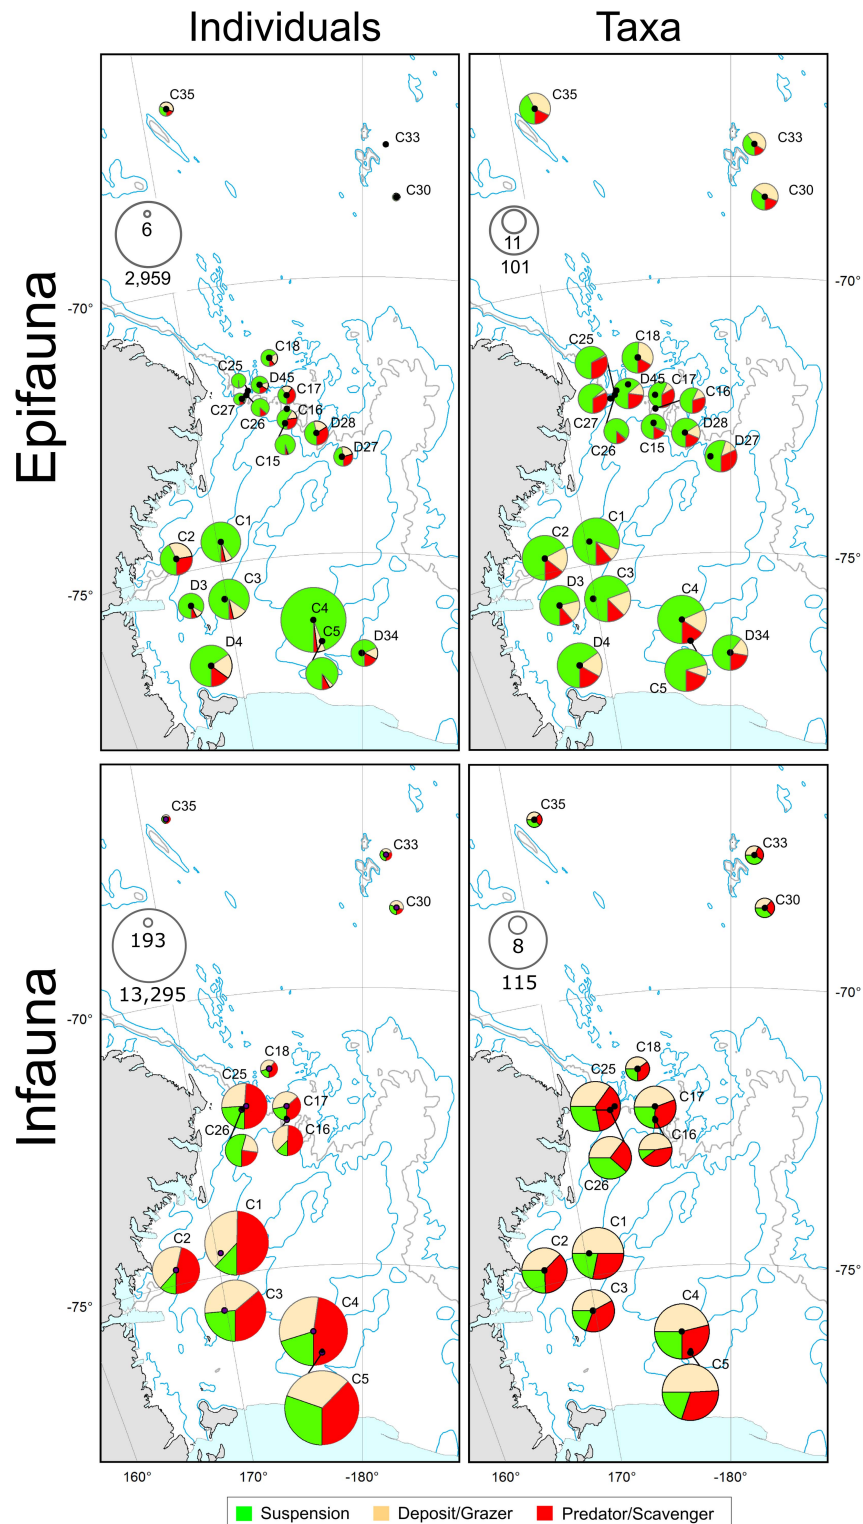 Individuals
Taxa
Epifauna
C35
C33
C30
6
2,959
-70°
C18
C25
D45
C17
C27
C16
C26
D28
C15
D27
C1
C2
-75°
D3
C3
C4
C5
D4
D34
C35
C33
C30
11
101
-70°
C25
C18
D45
C17
C16
C27
D28
C26
C15
D27
C1
C2
-75°
D3
C3
C4
D4
D34
C5
Infauna
C35
C33
C30
193
13,295
-70°
C18
C25
C17
C26
C16
C1
C2
-75°
C3
C4
C5
C35
C33
C30
8
115
-70°
C18
C25
C17
C16
C26
C1
C2
-75°
C3
C4
C5
160° 170° -180°
160° 170° -180°
Suspension Deposit/Grazer Predator/Scavenger